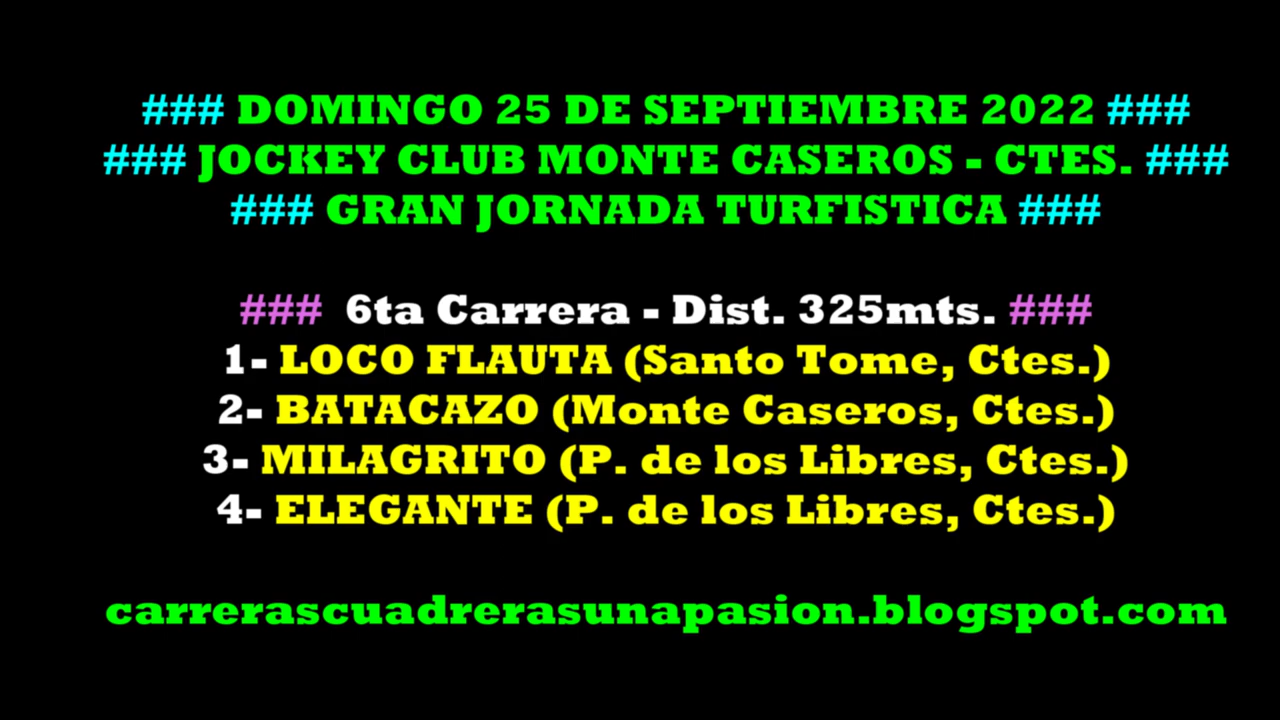 ### DOMINGO 25 DE SEPTIEMBRE 2022 ###
### JOCKEY CLUB MONTE CASEROS - CTES. ###
### GRAN JORNADA TURFISTICA ###
### 6ta Carrera - Dist. 325mts. ###
1- LOCO FLAUTA (Santo Tome, Ctes.)
2- BATACAZO (Monte Caseros, Ctes.)
3- MILAGRITO (P. de los Libres, Ctes.)
4- ELEGANTE (P. de los Libres, Ctes.)
carrerascuadrerasunapasion.blogspot.com